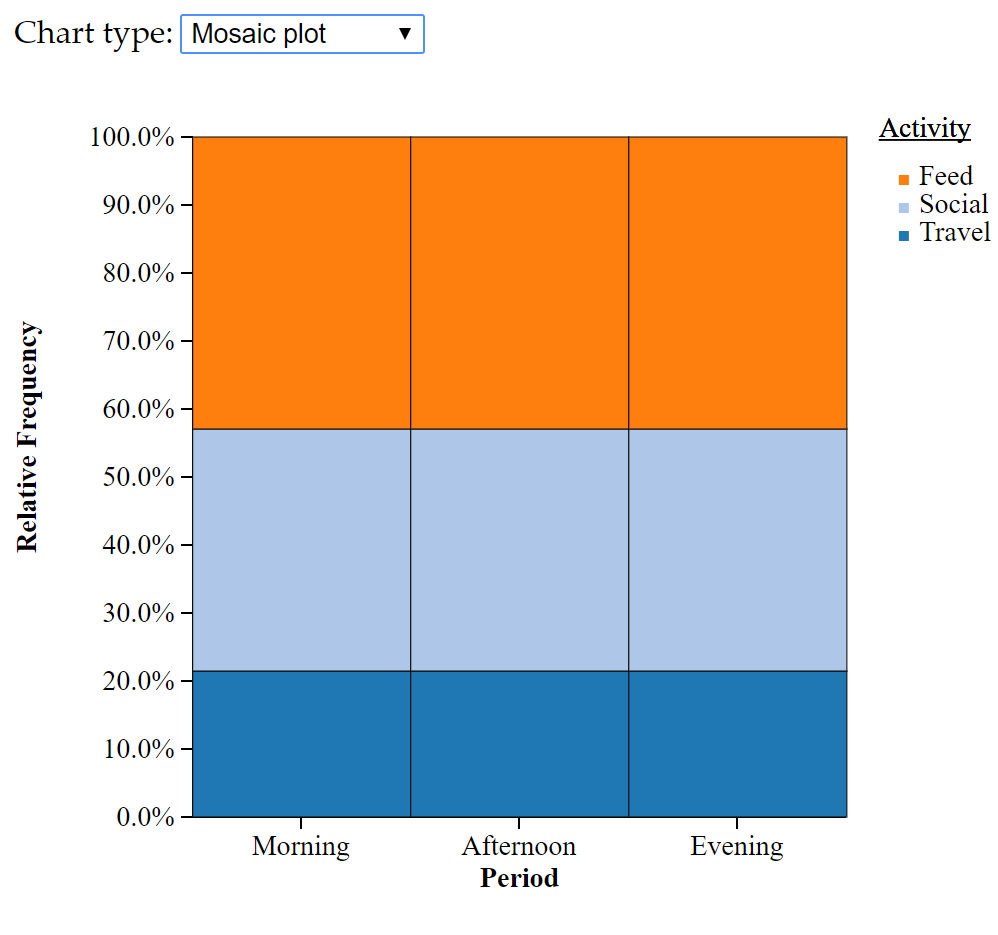 Chart type: Mosaic plot
Activity
Feed
Social
Travel
100.0%
90.0%
80.0%
70.0%
60.0%
50.0%
40.0%
30.0%
20.0%
10.0%
0.0%
Relative Frequency
Morning Afternoon Evening
Period